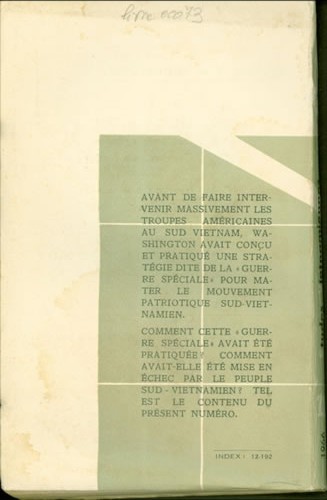 AVANT DE FAIRE INTER-
VENIR MASSIVEMENT LES
TROUPES AMÉRICAINES
AU SUD VIETNAM, WA-
SHINGTON AVAIT CONÇU
ET PRATIQUÉ UNE STRA-
TÉGIE DITE DE LA «GUER-
RE SPÉCIALE» POUR MA-
TER LE MOUVEMENT
PATRIOTIQUE SUD-VIET-
NAMIEN.
COMMENT CETTE «GUER-
RE SPÉCIALE» AVAIT ÉTÉ
PRATIQUÉE? COMMENT
AVAIT-ELLE ÉTÉ MISE EN
ÉCHEC PAR LE PEUPLE
SUD-VIETNAMIEN? TEL
EST LE CONTENU DU
PRÉSENT NUMÉRO.
INDEX: 12-192